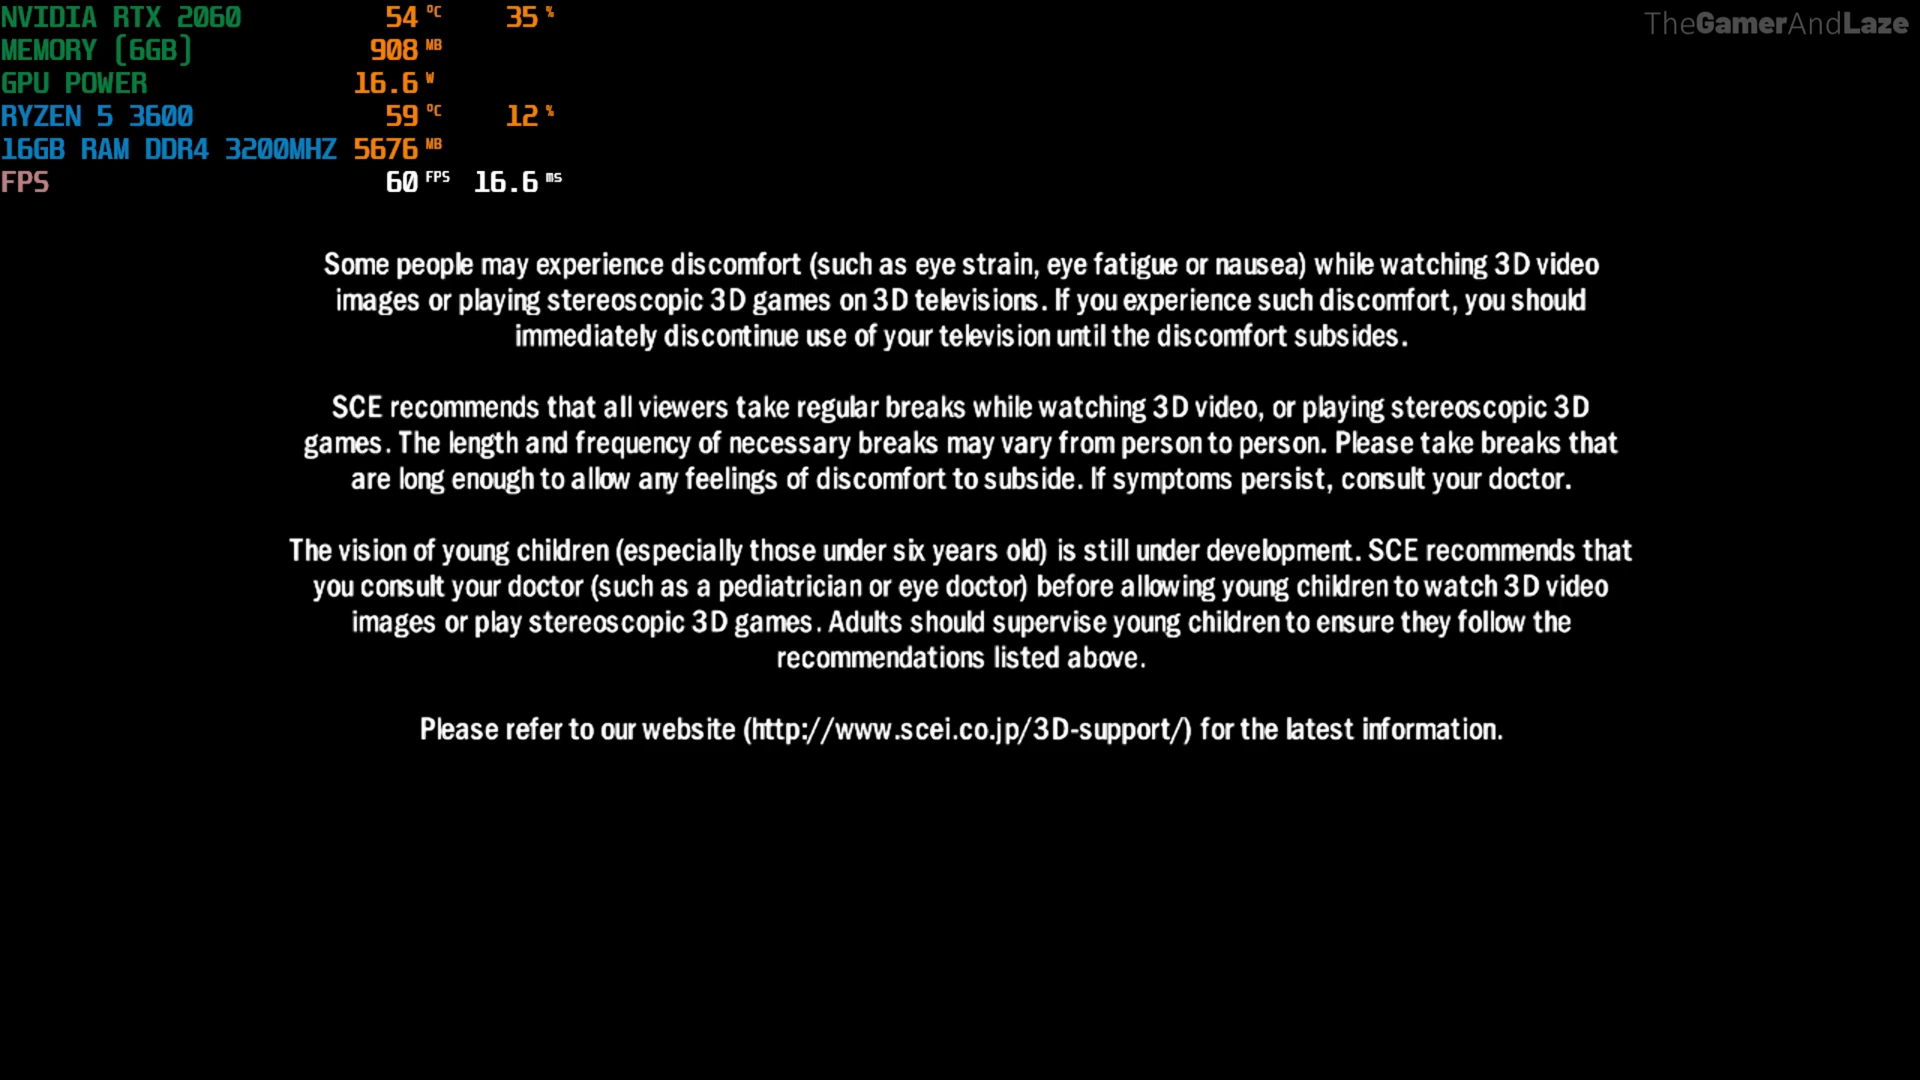 NVIDIA RTX 2060 54 °C 35 %
MEMORY (6GB) 908 MB
GPU POWER 16.6 W
RYZEN 5 3600 59 °C 12 %
16GB RAM DDR4 3200MHZ 5676 MB
FPS 60 FPS 16.6 ms
TheGamerAndLaze
Some people may experience discomfort (such as eye strain, eye fatigue or nausea) while watching 3D video
images or playing stereoscopic 3D games on 3D televisions. If you experience such discomfort, you should
immediately discontinue use of your television until the discomfort subsides.
SCE recommends that all viewers take regular breaks while watching 3D video, or playing stereoscopic 3D
games. The length and frequency of necessary breaks may vary from person to person. Please take breaks that
are long enough to allow any feelings of discomfort to subside. If symptoms persist, consult your doctor.
The vision of young children (especially those under six years old) is still under development. SCE recommends that
you consult your doctor (such as a pediatrician or eye doctor) before allowing young children to watch 3D video
images or play stereoscopic 3D games. Adults should supervise young children to ensure they follow the
recommendations listed above.
Please refer to our website (http://www.scei.co.jp/3D-support/) for the latest information.